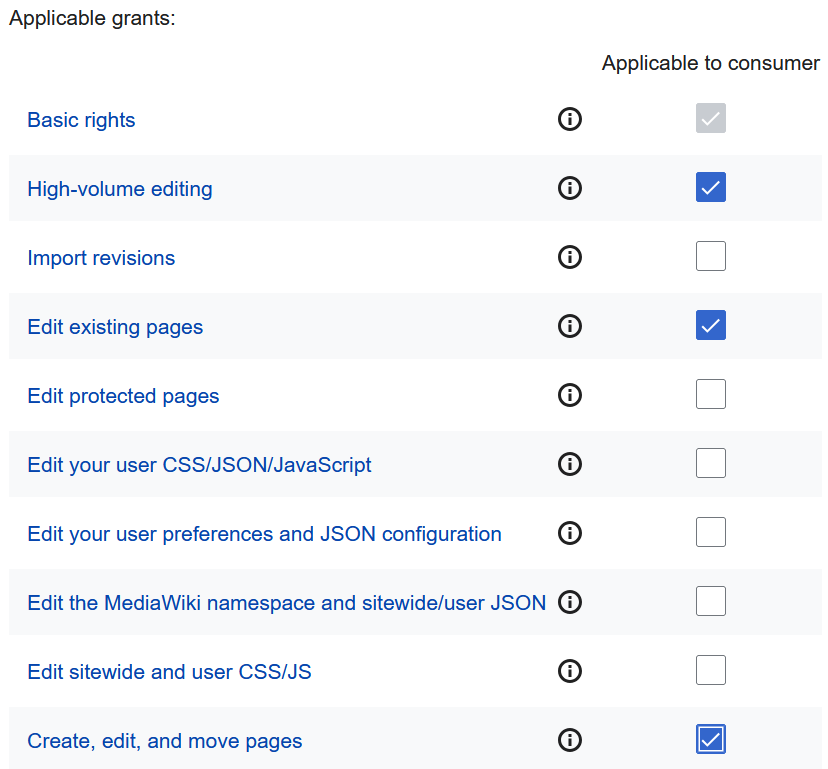 Applicable grants:
Applicable to consumer
Basic rights
High-volume editing
Import revisions
Edit existing pages
Edit protected pages
Edit your user CSS/JSON/JavaScript
Edit your user preferences and JSON configuration
Edit the MediaWiki namespace and sitewide/user JSON
Edit sitewide and user CSS/JS
Create, edit, and move pages